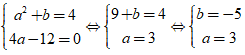 {a² + b = 4 ⇔ {9 + b = 4 ⇔ {b = −5
{4a − 12 = 0 {a = 3 {a = 3